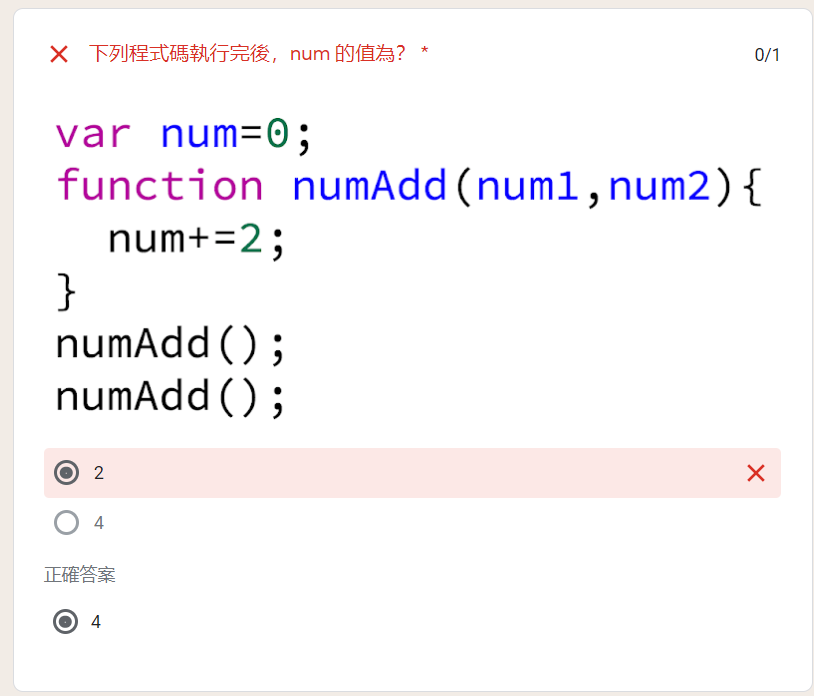 下列程式碼執行完後，num 的值為？ *
0/1
var num=0;
function numAdd(num1,num2){
  num+=2;
}
numAdd();
numAdd();
2
4
正確答案
4